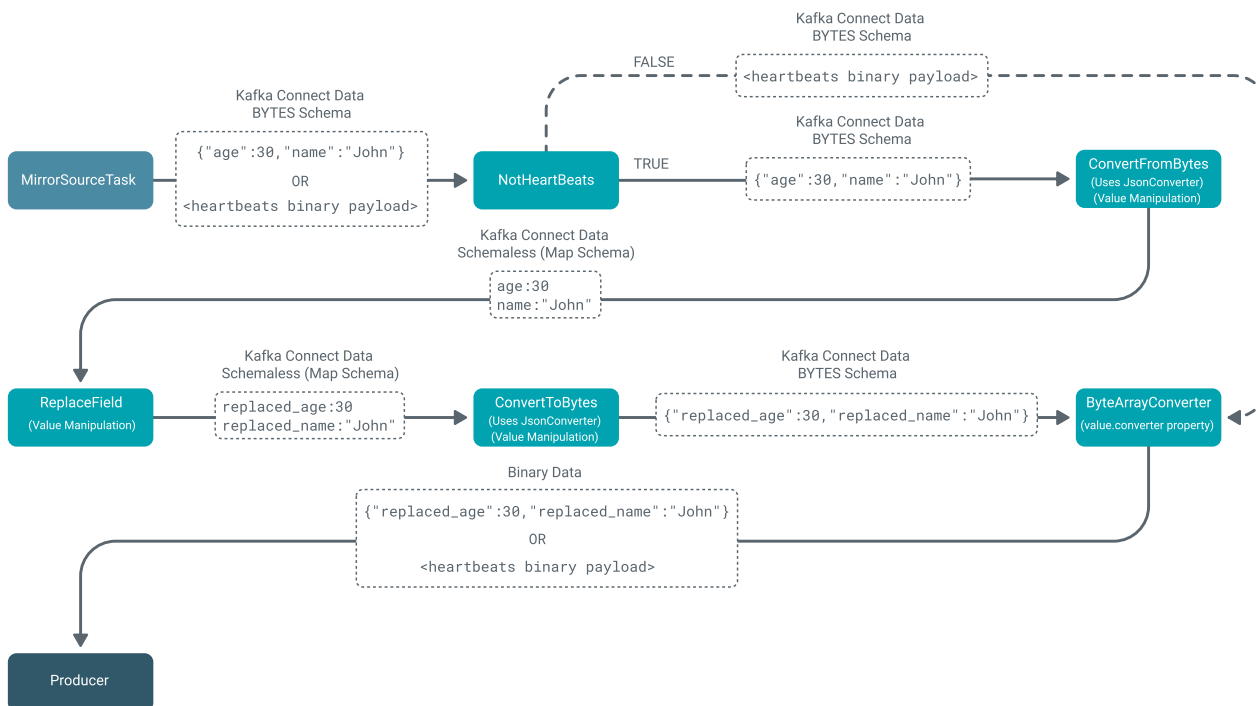 Kafka Connect Data
BYTES Schema
FALSE
<heartbeats binary payload>
Kafka Connect Data
BYTES Schema
MirrorSourceTask
{"age":30,"name":"John"}
OR
<heartbeats binary payload>
NotHeartBeats
TRUE
Kafka Connect Data
BYTES Schema
{"age":30,"name":"John"}
ConvertFromBytes
(Uses JsonConverter)
(Value Manipulation)
Kafka Connect Data
Schemaless (Map Schema)
age:30
name:"John"
ReplaceField
(Value Manipulation)
Kafka Connect Data
Schemaless (Map Schema)
replaced_age:30
replaced_name:"John"
ConvertToBytes
(Uses JsonConverter)
(Value Manipulation)
Kafka Connect Data
BYTES Schema
{"replaced_age":30,"replaced_name":"John"}
ByteArrayConverter
(value.converter property)
Binary Data
{"replaced_age":30,"replaced_name":"John"}
OR
<heartbeats binary payload>
Producer